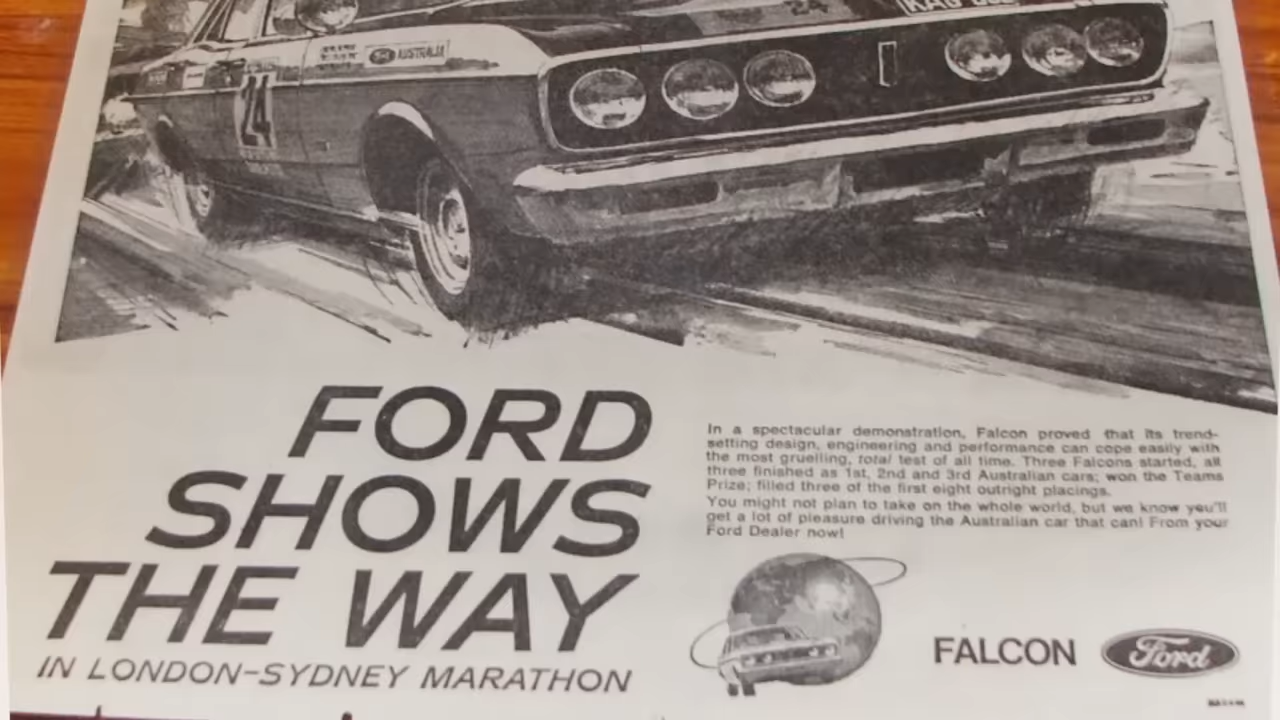 24
AUSTRALIA
24
FORD
SHOWS
THE WAY
IN LONDON-SYDNEY MARATHON
In a spectacular demonstration, Falcon proved that its trend-
setting design, engineering and performance can cope easily with
the most gruelling, total test of all time. Three Falcons started, all
three finished as 1st, 2nd and 3rd Australian cars; won the Teams
Prize; filled three of the first eight outright placings.
You might not plan to take on the whole world, but we know you'll
get a lot of pleasure driving the Australian car that can! From your
Ford Dealer now!
FALCON Ford